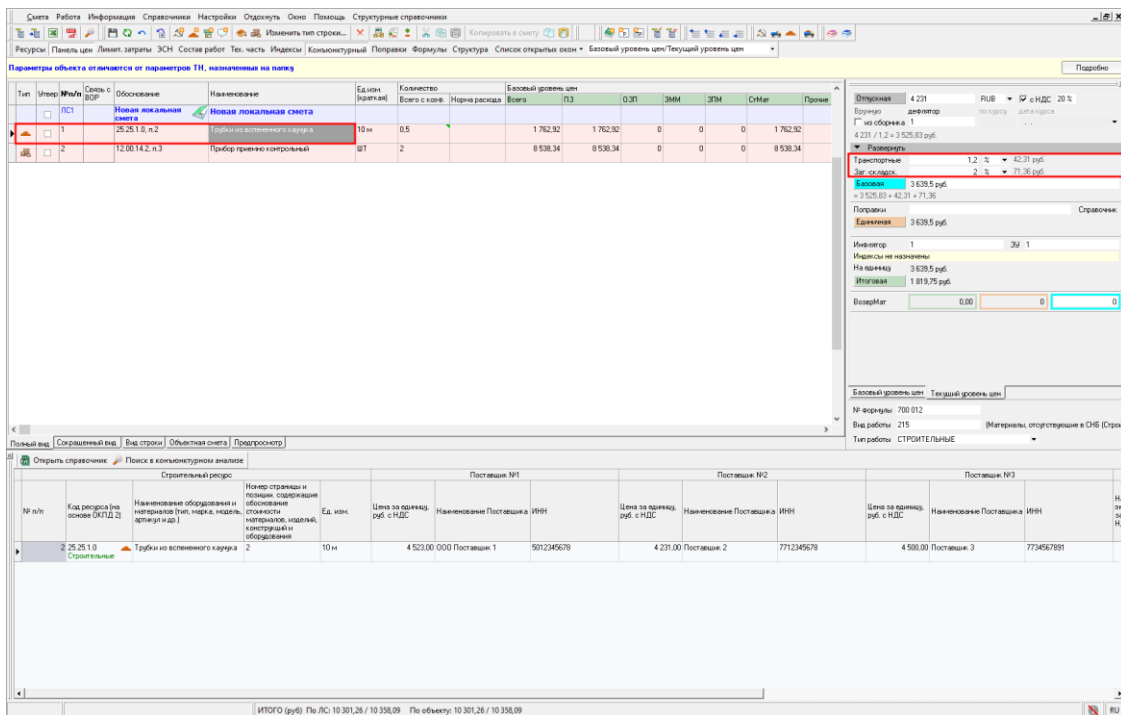 Смета Работа Информация Справочники Настройки Отдохнуть Окно Помощь Структурные справочники
Изменить тип строки... Копировать в смету
Ресурсы Панель цен Лимит. затраты ЭСН Состав работ Тех. часть Индексы Конъюнктурный Поправки Формулы Структура Список открытых окон Базовый уровень цен/Текущий уровень цен
Параметры объекта отличаются от параметров ТН, назначенных на папку Подробно
Тип Утвер №п/п Связь с ВОР Обоснование Наименование Ед.изм. (краткая) Количество Базовый уровень цен
Всего с коэф. Норма расхода Всего ПЗ ОЗП ЭММ ЗПМ СтМат Прочие
ЛС1 Новая локальная смета Новая локальная смета
1 25.25.1.0, п.2 Трубки из вспененного каучука 10 м 0,5 1 762,92 1 762,92 0 0 0 1 762,92
2 12.00.14.2, п.3 Прибор приемно контрольный ШТ 2 8 538,34 8 538,34 0 0 0 8 538,34
Отпускная 4 231 RUB с НДС 20 %
Вручную дефлятор по курсу дата курса
из сборника 1
4 231 / 1,2 = 3 525,83 руб.
Развернуть
Транспортные 1,2 % 42,31 руб.
Заг.-складск. 2 % 71,36 руб.
Базовая 3 639,5 руб.
= 3 525,83 + 42,31 + 71,36
Поправки Справочник
Единичная 3 639,5 руб.
Инфлятор 1 ЗУ 1
Индексы не назначены
На единицу 3 639,5 руб.
Итоговая 1 819,75 руб.
ВозврМат 0,00 0 0
Базовый уровень цен Текущий уровень цен
№ формулы 700 012
Вид работы 215 (Материалы, отсутствующие в СНБ (Строи
Тип работы СТРОИТЕЛЬНЫЕ
Полный вид Сокращенный вид Вид строки Объектная смета Предпросмотр
Открыть справочник Поиск в конъюнктурном анализе
Строительный ресурс Поставщик №1 Поставщик №2 Поставщик №3
№ п/п Код ресурса (на основе ОКПД 2) Наименование оборудования и материалов (тип, марка, модель, артикул и др.) Номер страницы и позиции, содержащие обоснование стоимости материалов, изделий, конструкций и оборудования Ед. изм. Цена за единицу, руб. с НДС Наименование Поставщика ИНН Цена за единицу, руб. с НДС Наименование Поставщика ИНН Цена за единицу, руб. с НДС Наименование Поставщика ИНН
2 25.25.1.0 Строительные Трубки из вспененного каучука 2 10 м 4 523,00 ООО Поставщик 1 5012345678 4 231,00 Поставщик 2 7712345678 4 500,00 Поставщик 3 7734567891
ИТОГО (руб) По ЛС: 10 301,26 / 10 358,09 По объекту: 10 301,26 / 10 358,09 RU